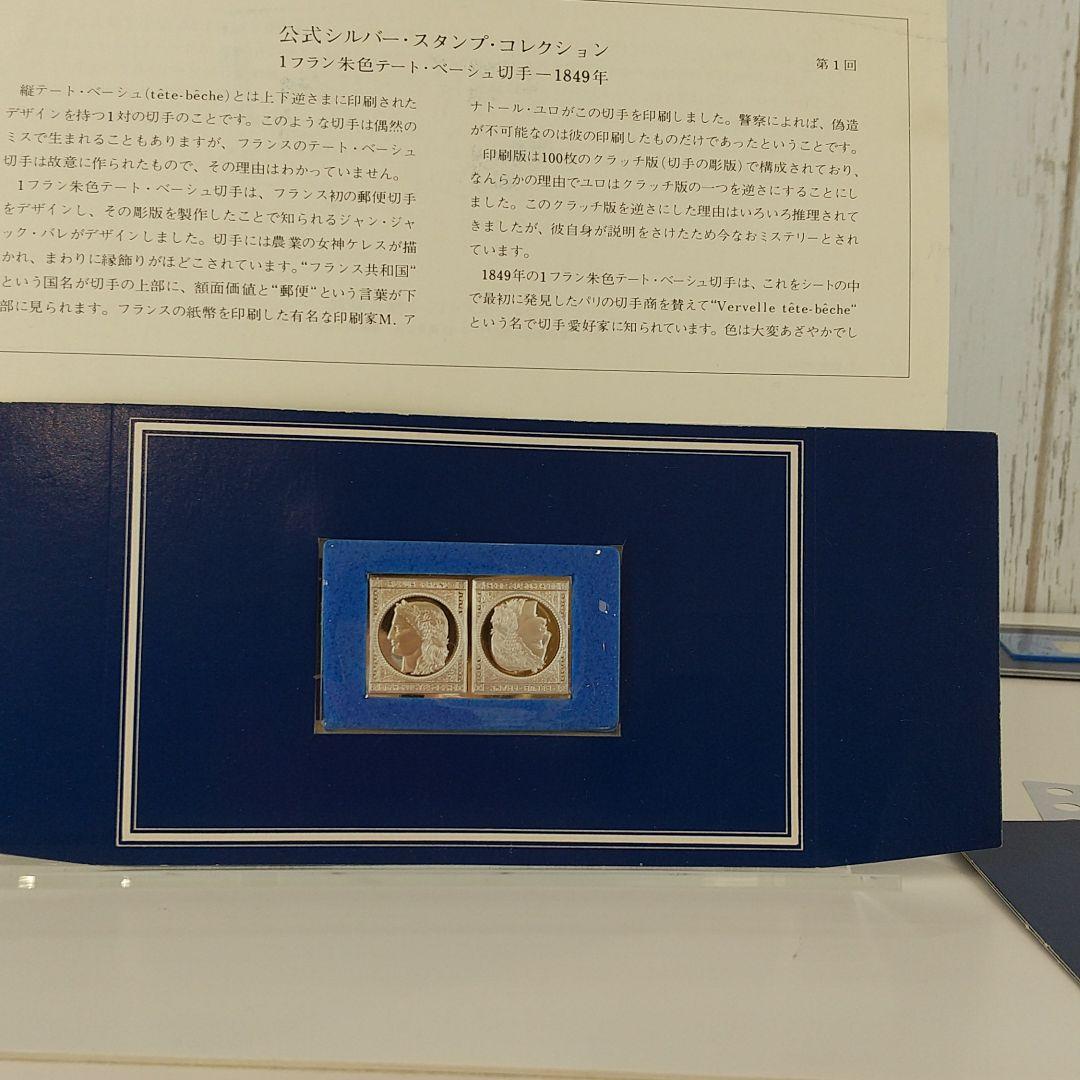 公式シルバー・スタンプ・コレクション
1フラン朱色テート・ベーシュ切手－1849年
第1回
縦テート・ベーシュ(tête-bêche)とは上下逆さまに印刷された
デザインを持つ1対の切手のことです。このような切手は偶然の
ミスで生まれることもありますが、フランスのテート・ベーシュ
切手は故意に作られたもので、その理由はわかっていません。
1フラン朱色テート・ベーシュ切手は、フランス初の郵便切手
をデザインし、その彫版を製作したことで知られるジャン・ジャ
ック・バレがデザインしました。切手には農業の女神ケレスが描
かれ、まわりに縁飾りがほどこされています。“フランス共和国“
という国名が切手の上部に、額面価値と“郵便“という言葉が下
部に見られます。フランスの紙幣を印刷した有名な印刷家M. ア
ナトール・ユロがこの切手を印刷しました。警察によれば、偽造
が不可能なのは彼の印刷したものだけであったということです。
印刷版は100枚のクラッチ版(切手の彫版)で構成されており、
なんらかの理由でユロはクラッチ版の一つを逆さにすることにし
ました。このクラッチ版を逆さにした理由はいろいろ推理されて
きましたが、彼自身が説明をさけたため今なおミステリーとされ
ています。
1849年の1フラン朱色テート・ベーシュ切手は、これをシートの中
で最初に発見したパリの切手商を賛えて“Vervelle tête-bêche“
という名で切手愛好家に知られています。色は大変あざやかでし